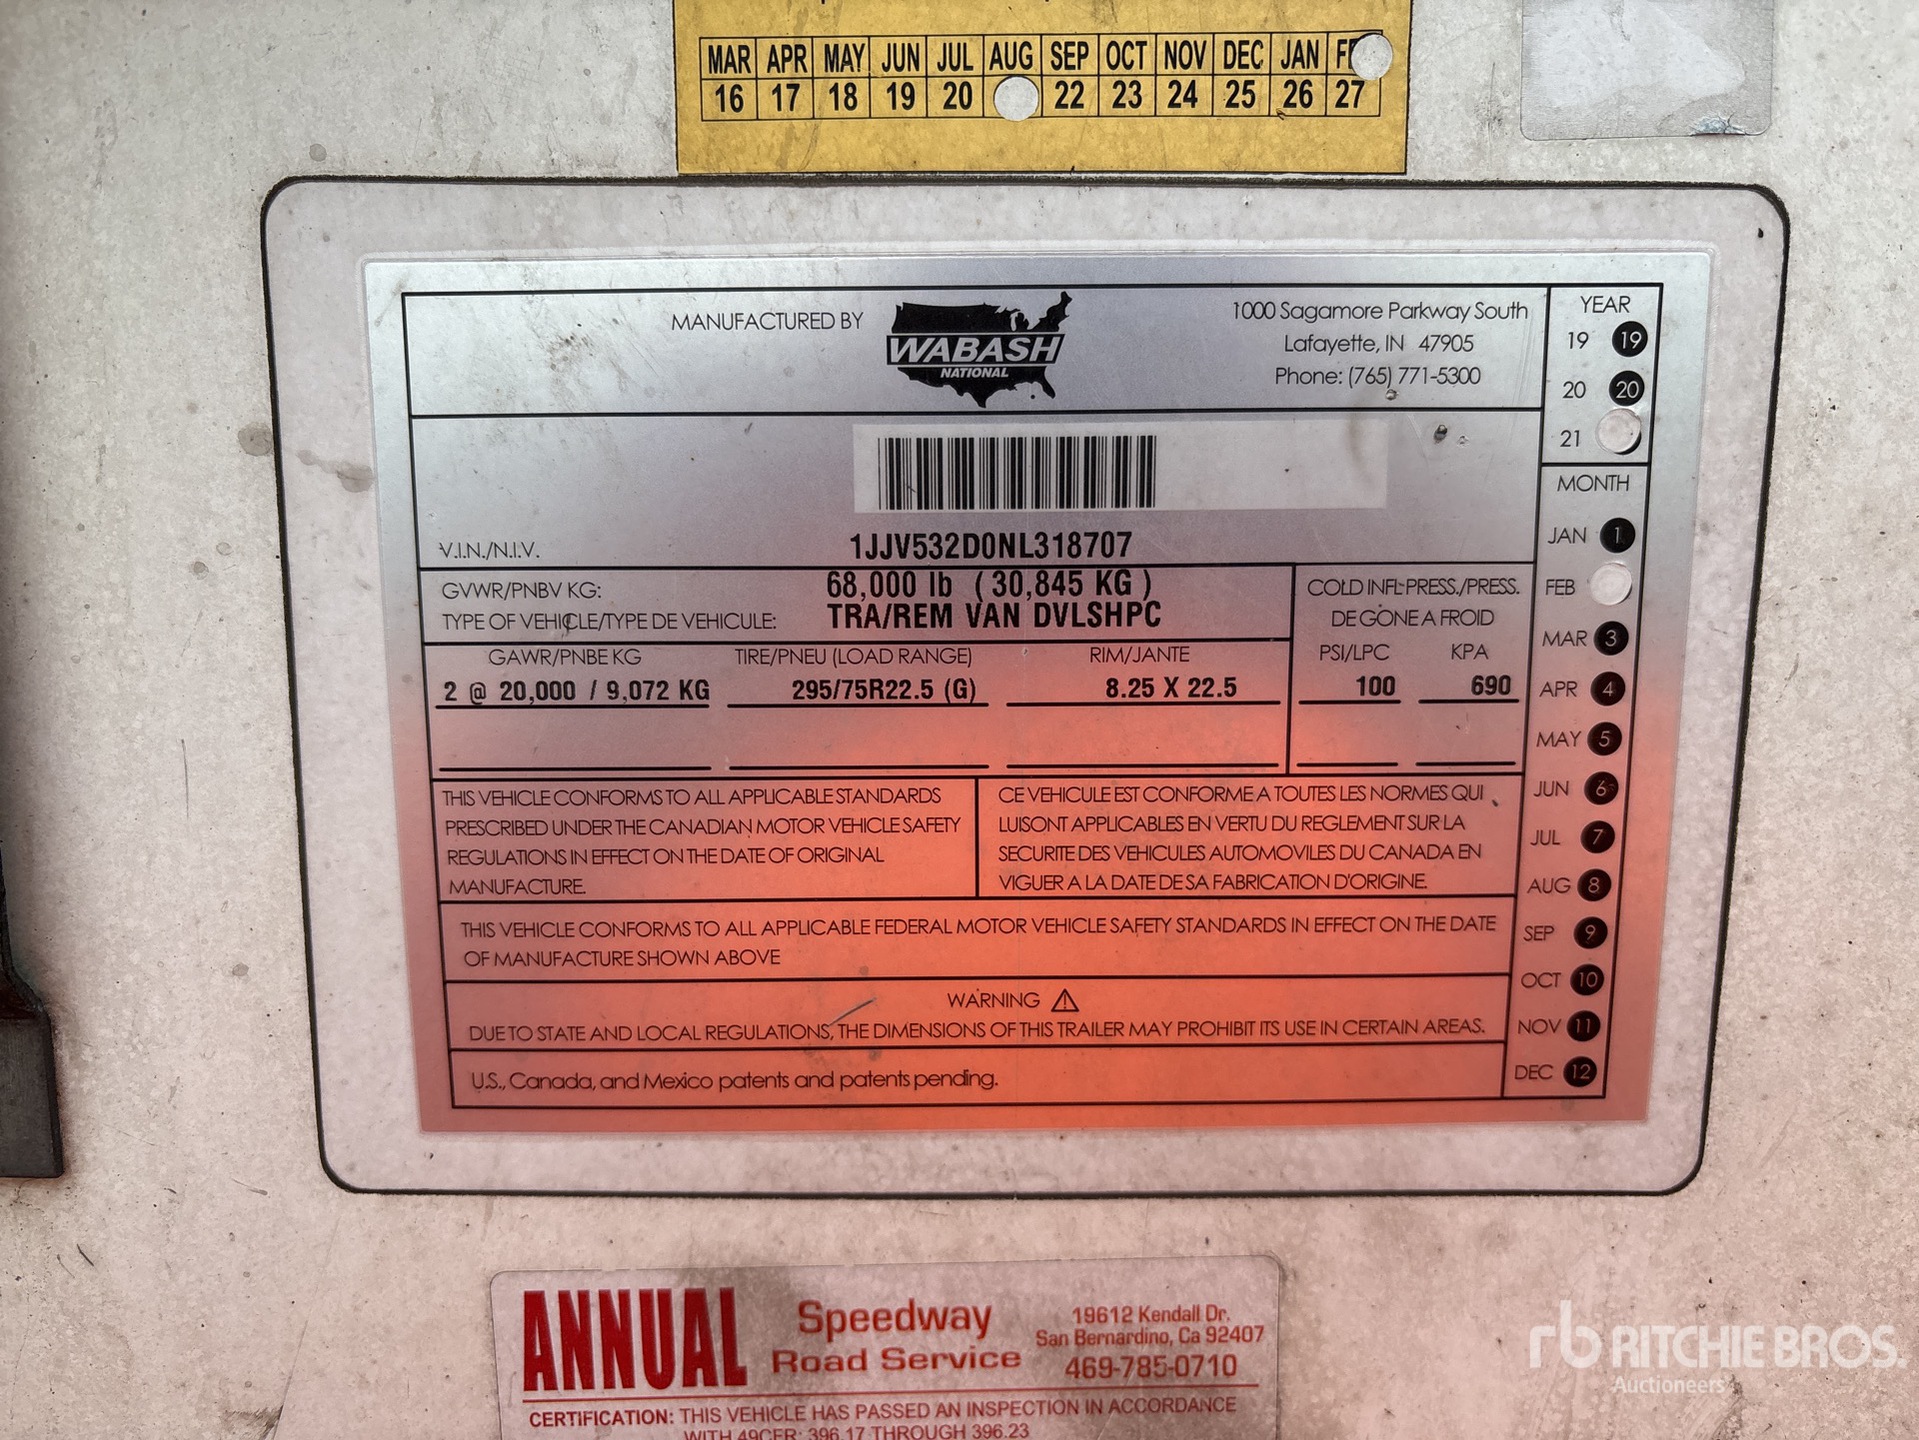 MAR APR MAY JUN JUL AUG SEP OCT NOV DEC JAN
16 17 18 19 20 22 23 24 25 26 27
MANUFACTURED BY
WABASH
NATIONAL
1000 Sagamore Parkway South
Lafayette, IN 47905
Phone: (765) 771-5300
YEAR
19 19
20 20
21
V.I.N./N.I.V. 1JJV532D0NL318707
GVWR/PNBV KG: 68,000 lb ( 30,845 KG )
TYPE OF VEHICLE/TYPE DE VEHICULE: TRA/REM VAN DVLSHPC
COLD INFL-PRESS./PRESS.
DE GONE A FROID
GAWR/PNBE KG TIRE/PNEU (LOAD RANGE) RIM/JANTE PSI/LPC KPA
2 @ 20,000 / 9,072 KG 295/75R22.5 (G) 8.25 X 22.5 100 690
MONTH
JAN 1
FEB
MAR 3
APR 4
MAY 5
JUN 6
JUL 7
AUG 8
SEP 9
OCT 10
NOV 11
DEC 12
THIS VEHICLE CONFORMS TO ALL APPLICABLE STANDARDS
PRESCRIBED UNDER THE CANADIAN MOTOR VEHICLE SAFETY
REGULATIONS IN EFFECT ON THE DATE OF ORIGINAL
MANUFACTURE.
CE VEHICULE EST CONFORME A TOUTES LES NORMES QUI
LUI SONT APPLICABLES EN VERTU DU REGLEMENT SUR LA
SECURITE DES VEHICULES AUTOMOVILES DU CANADA EN
VIGUER A LA DATE DE SA FABRICATION D'ORIGINE.
THIS VEHICLE CONFORMS TO ALL APPLICABLE FEDERAL MOTOR VEHICLE SAFETY STANDARDS IN EFFECT ON THE DATE
OF MANUFACTURE SHOWN ABOVE
WARNING
DUE TO STATE AND LOCAL REGULATIONS, THE DIMENSIONS OF THIS TRAILER MAY PROHIBIT ITS USE IN CERTAIN AREAS.
U.S., Canada, and Mexico patents and patents pending.
ANNUAL
Speedway
Road Service
19612 Kendall Dr.
San Bernardino, Ca 92407
469-785-0710
CERTIFICATION: THIS VEHICLE HAS PASSED AN INSPECTION IN ACCORDANCE
WITH 49CFR: 396.17 THROUGH 396.23
rb RITCHIE BROS.
Auctioneers